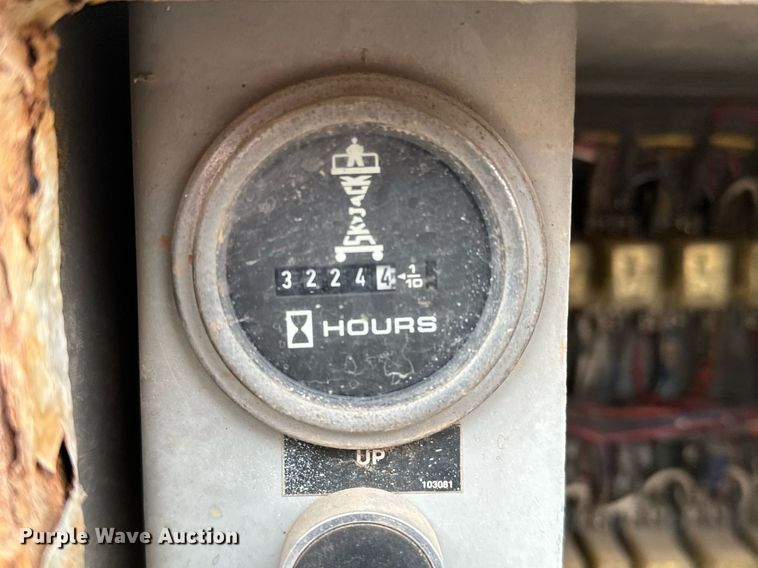 SKYJACK
32244 1/10
HOURS
UP
103081
Purple Wave Auction